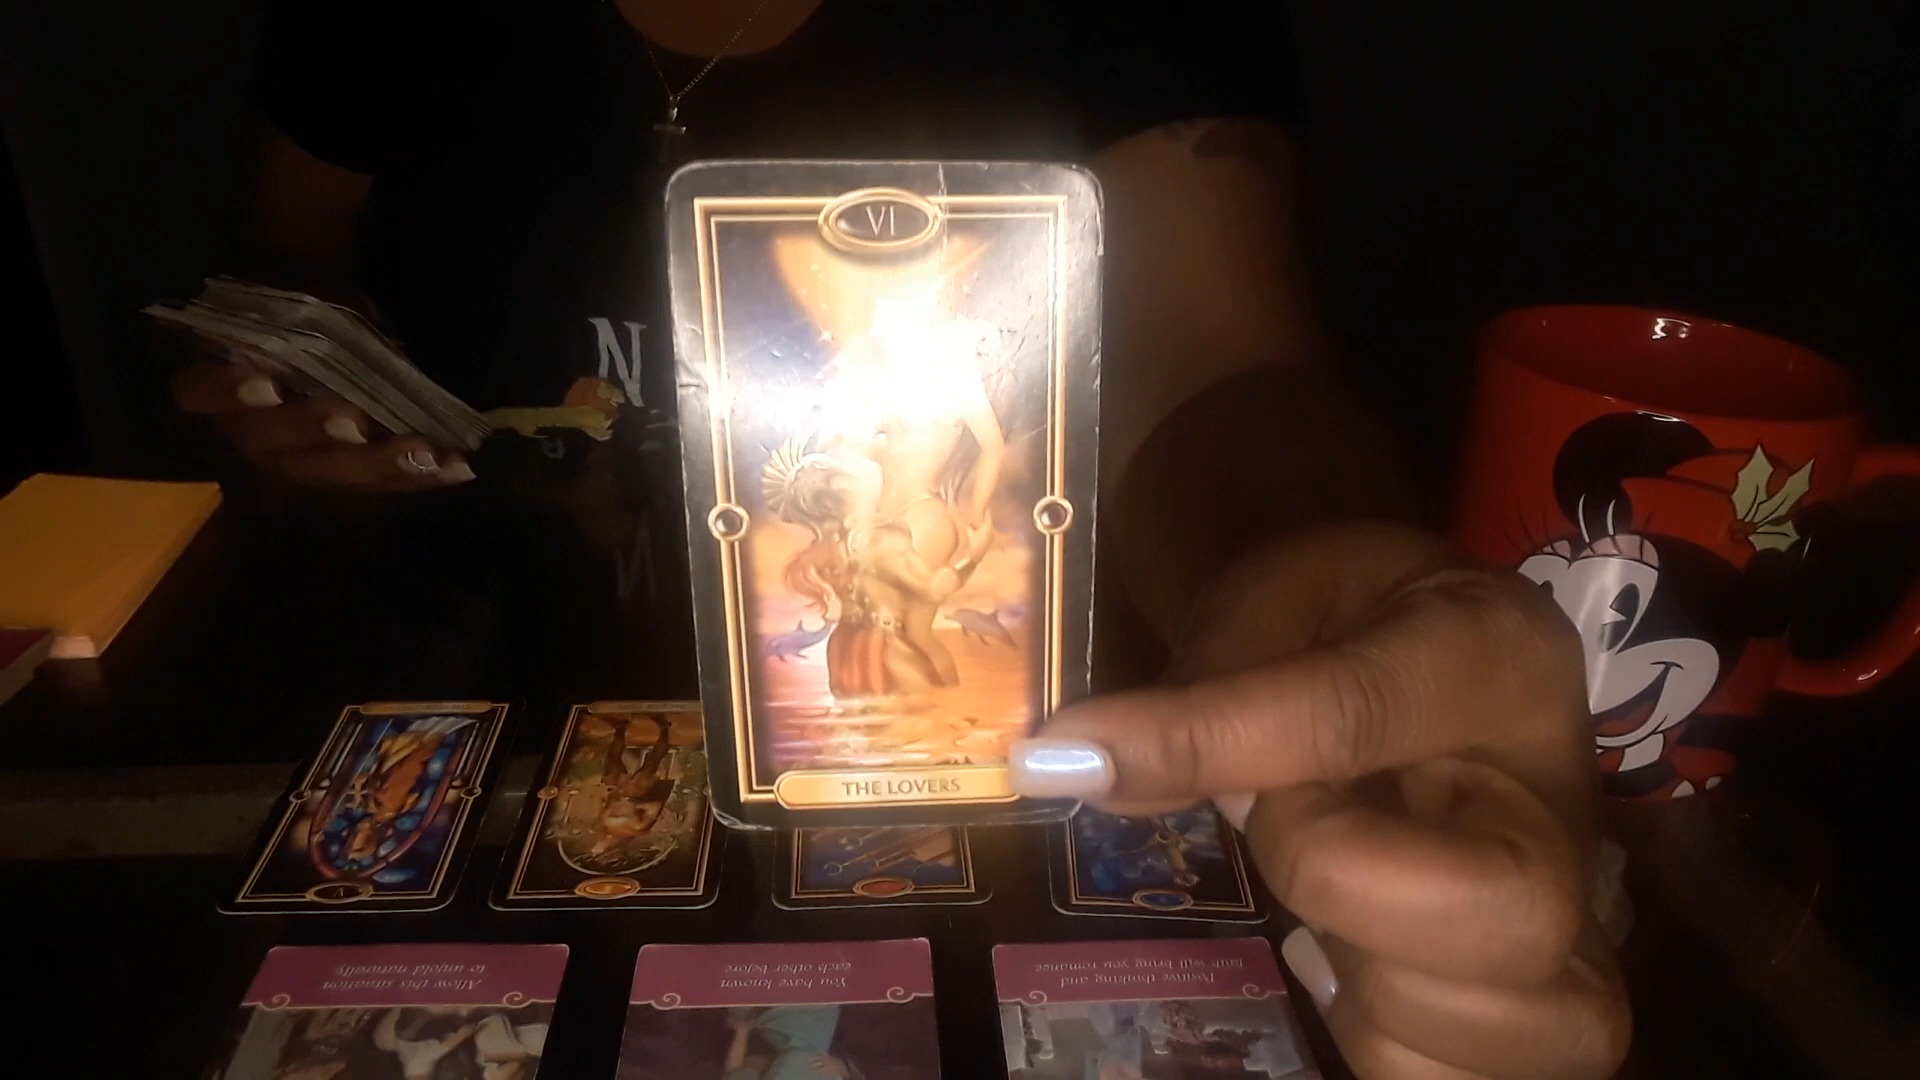 VI
N
THE LOVERS
V
Allow this situation
to unfold naturally
You have known
each other before
Positive thinking and
faith will bring you romance